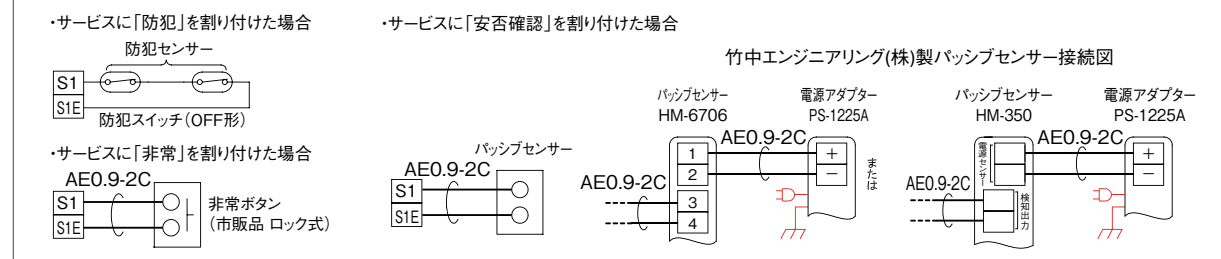 ・サービスに「防犯」を割り付けた場合
防犯センサー
S1
S1E
防犯スイッチ(OFF形)
・サービスに「非常」を割り付けた場合
AE0.9-2C
S1
S1E
非常ボタン
(市販品 ロック式)
・サービスに「安否確認」を割り付けた場合
パッシブセンサー
AE0.9-2C
S1
S1E
竹中エンジニアリング(株)製パッシブセンサー接続図
パッシブセンサー
HM-6706
電源アダプター
PS-1225A
AE0.9-2C
1
2
3
4
+
−
AE0.9-2C
または
パッシブセンサー
HM-350
電源アダプター
PS-1225A
AE0.9-2C
電源センサー
+
−
AE0.9-2C
検知出力